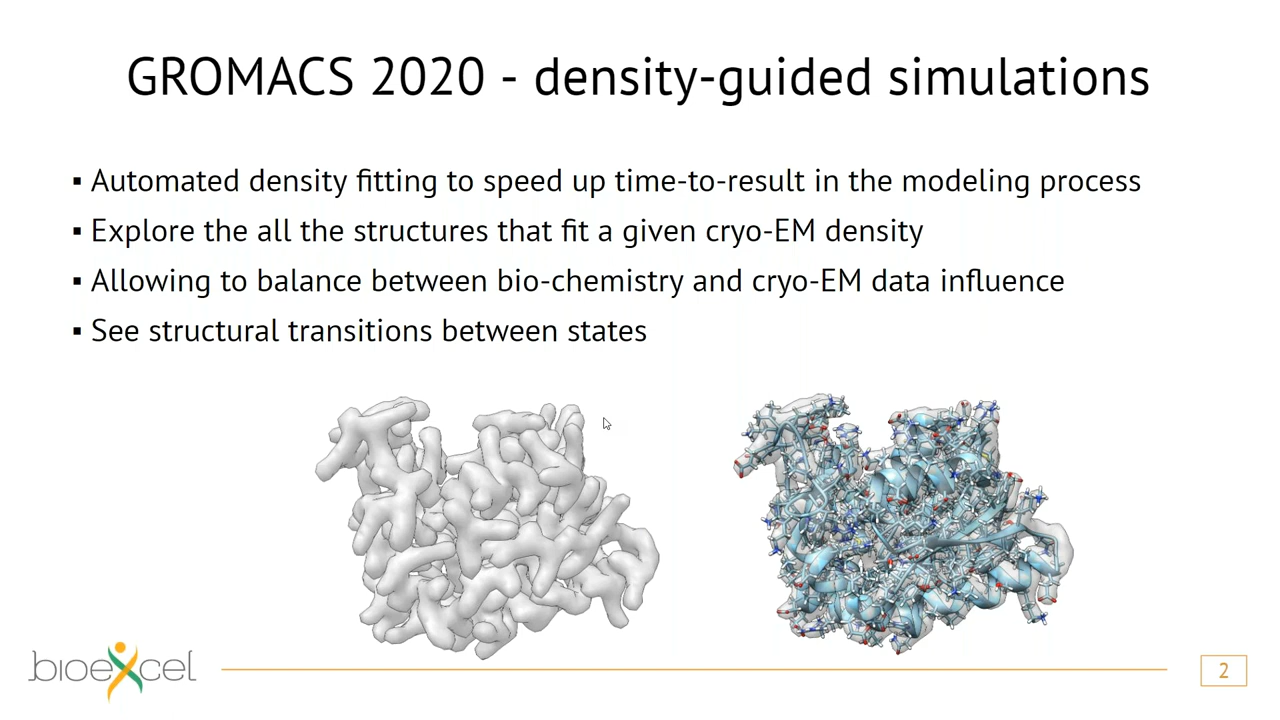 GROMACS 2020 - density-guided simulations
▪ Automated density fitting to speed up time-to-result in the modeling process
▪ Explore the all the structures that fit a given cryo-EM density
▪ Allowing to balance between bio-chemistry and cryo-EM data influence
▪ See structural transitions between states
bioexcel
2